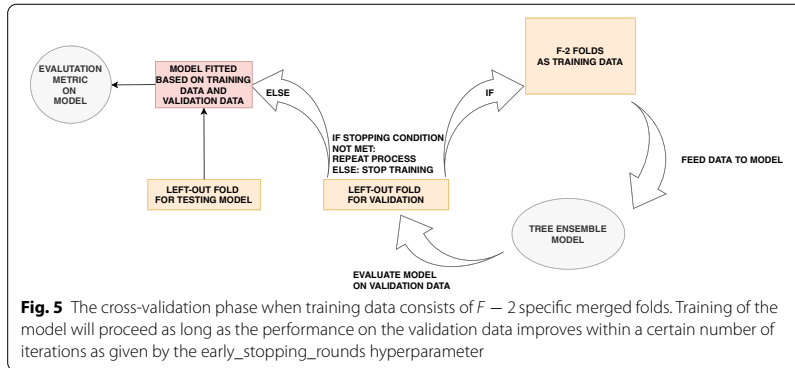 EVALUTATION
METRIC
ON
MODEL
MODEL FITTED
BASED ON TRAINING
DATA AND
VALIDATION DATA
ELSE
IF
F-2 FOLDS
AS TRAINING DATA
IF STOPPING CONDITION
NOT MET:
REPEAT PROCESS
ELSE: STOP TRAINING
FEED DATA TO MODEL
LEFT-OUT FOLD
FOR TESTING MODEL
LEFT-OUT FOLD
FOR VALIDATION
TREE ENSEMBLE
MODEL
EVALUATE MODEL
ON VALIDATION DATA
Fig. 5 The cross-validation phase when training data consists of F − 2 specific merged folds. Training of the
model will proceed as long as the performance on the validation data improves within a certain number of
iterations as given by the early_stopping_rounds hyperparameter